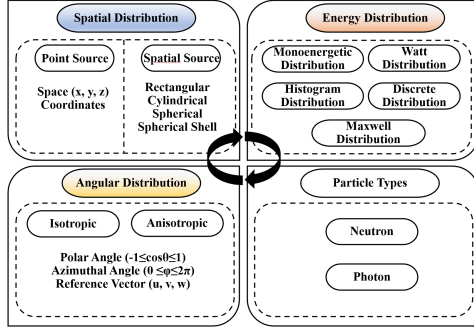 Spatial Distribution
Point Source
Space (x, y, z)
Coordinates
Spatial Source
Rectangular
Cylindrical
Spherical
Spherical Shell
Energy Distribution
Monoenergetic
Distribution
Watt
Distribution
Histogram
Distribution
Discrete
Distribution
Maxwell
Distribution
Angular Distribution
Isotropic
Anisotropic
Polar Angle (-1≤cosθ≤1)
Azimuthal Angle (0 ≤φ≤2π)
Reference Vector (u, v, w)
Particle Types
Neutron
Photon